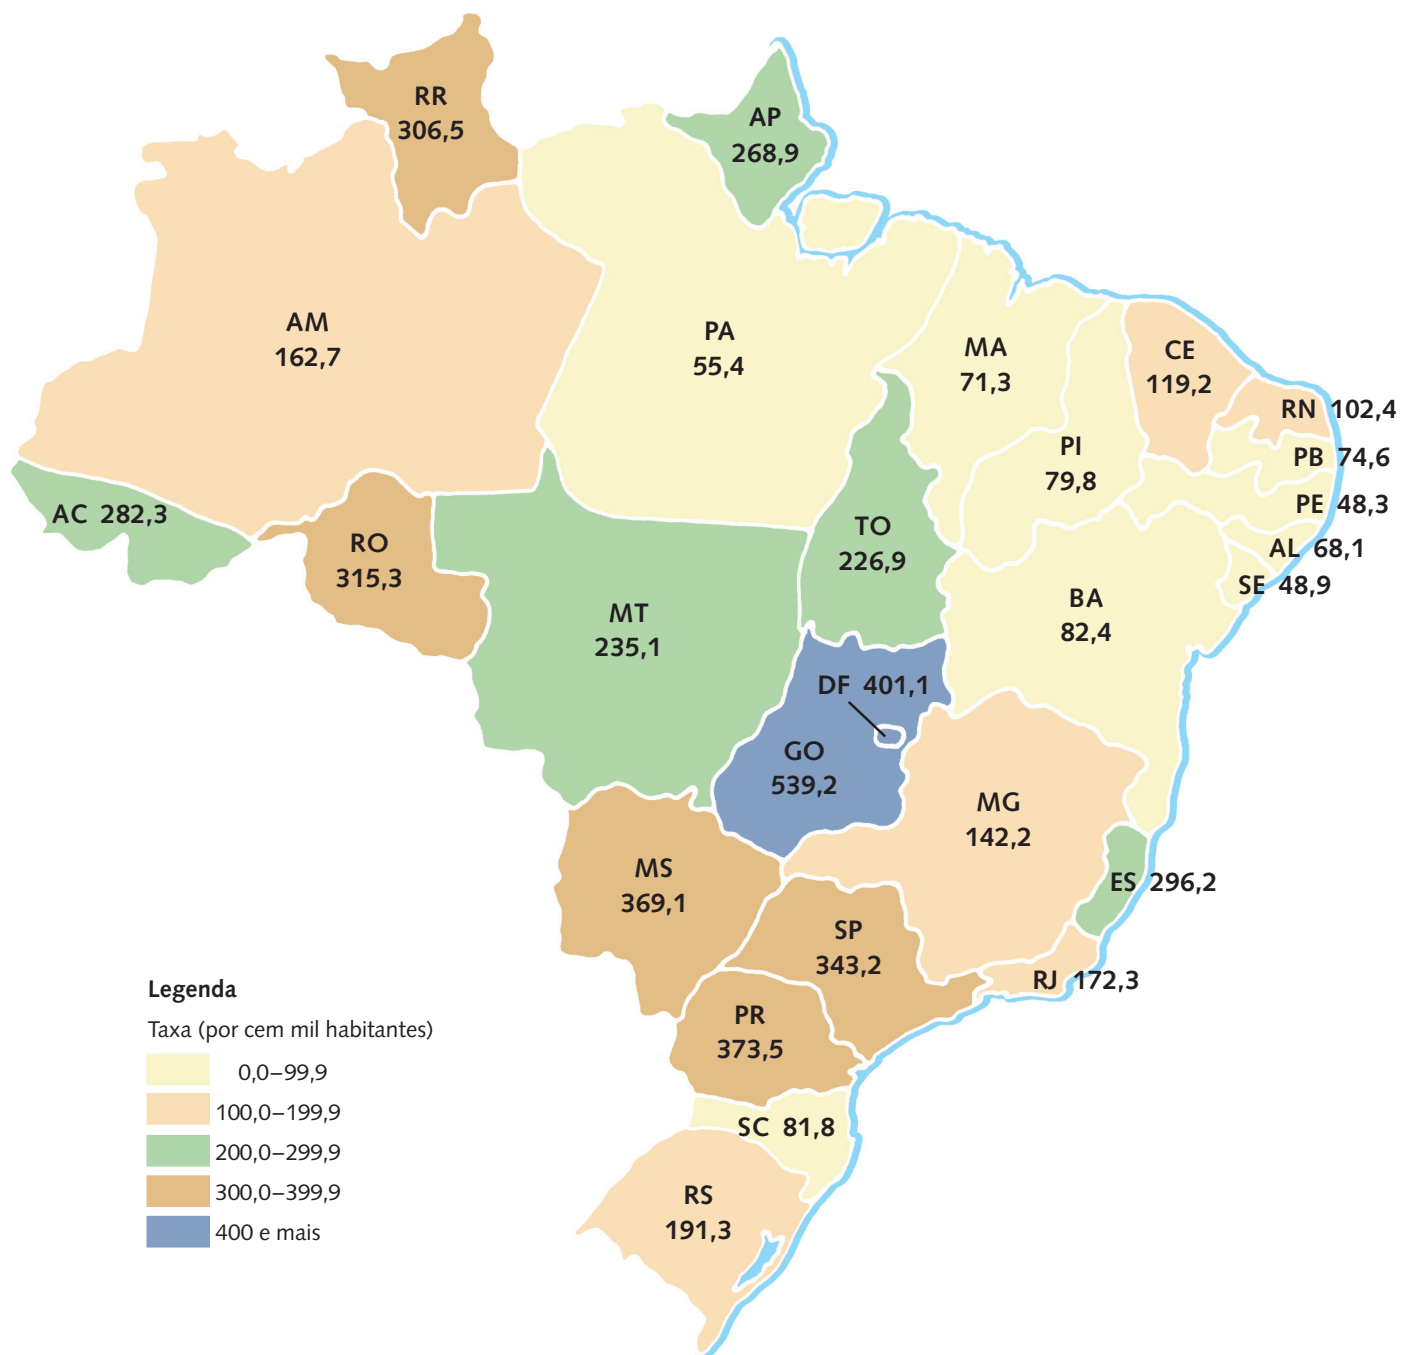 RR
306,5
AP
268,9
AM
162,7
PA
55,4
MA
71,3
CE
119,2
RN 102,4
PI
79,8
PB 74,6
PE 48,3
AC 282,3
TO
226,9
AL 68,1
RO
315,3
SE 48,9
BA
82,4
MT
235,1
DF 401,1
GO
539,2
MG
142,2
MS
369,1
ES 296,2
SP
343,2
RJ 172,3
PR
373,5
SC 81,8
RS
191,3
Legenda
Taxa (por cem mil habitantes)
0,0–99,9
100,0–199,9
200,0–299,9
300,0–399,9
400 e mais